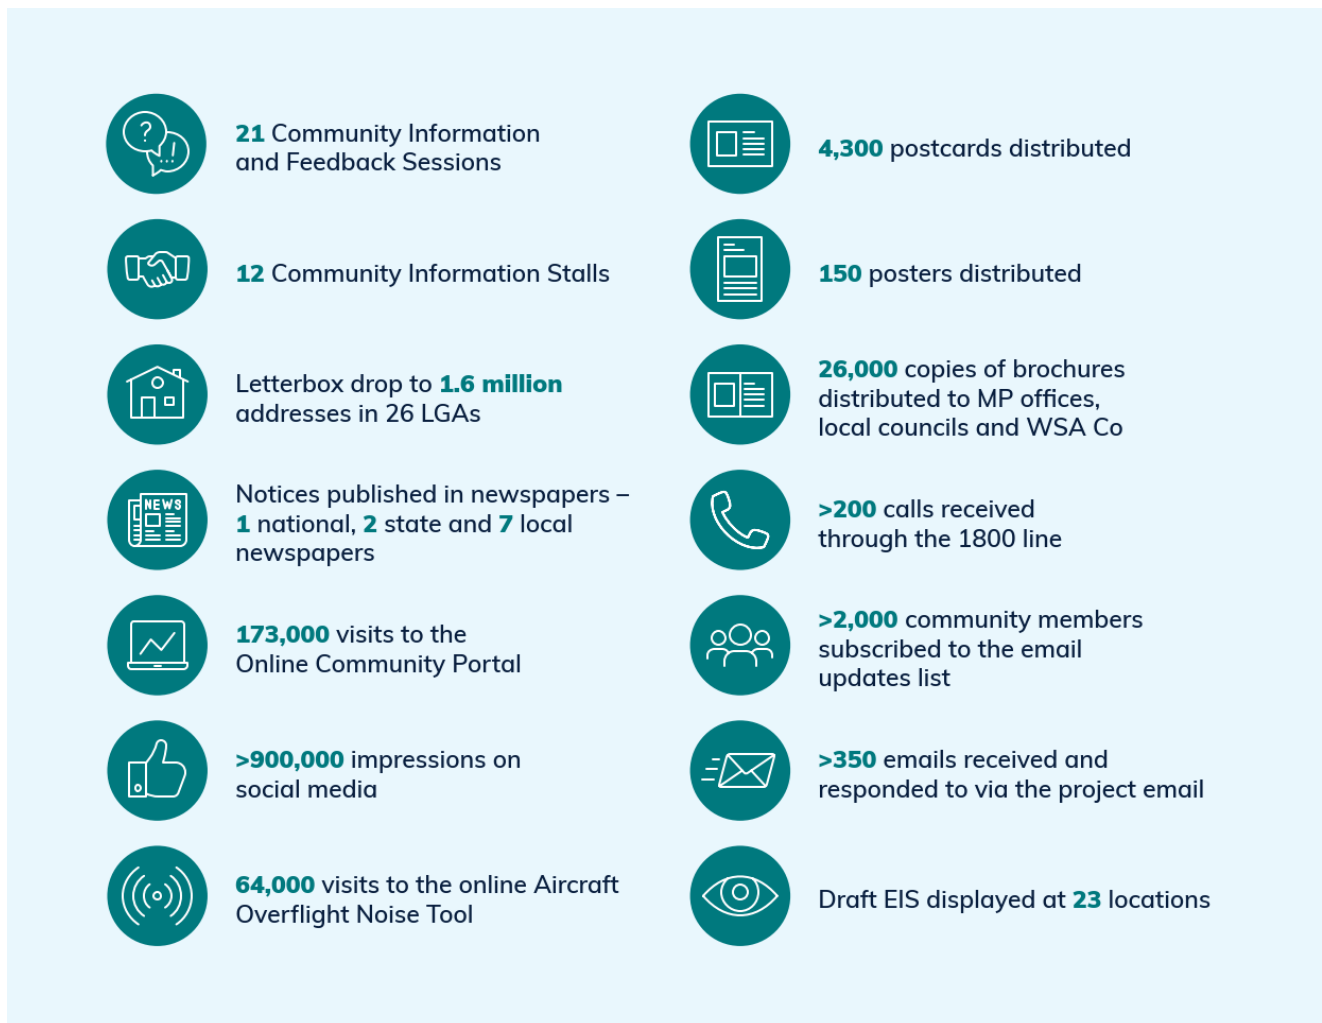 21 Community Information
and Feedback Sessions
12 Community Information Stalls
Letterbox drop to 1.6 million
addresses in 26 LGAs
NEWS
Notices published in newspapers –
1 national, 2 state and 7 local
newspapers
173,000 visits to the
Online Community Portal
>900,000 impressions on
social media
64,000 visits to the online Aircraft
Overflight Noise Tool
4,300 postcards distributed
150 posters distributed
26,000 copies of brochures
distributed to MP offices,
local councils and WSA Co
>200 calls received
through the 1800 line
>2,000 community members
subscribed to the email
updates list
>350 emails received and
responded to via the project email
Draft EIS displayed at 23 locations